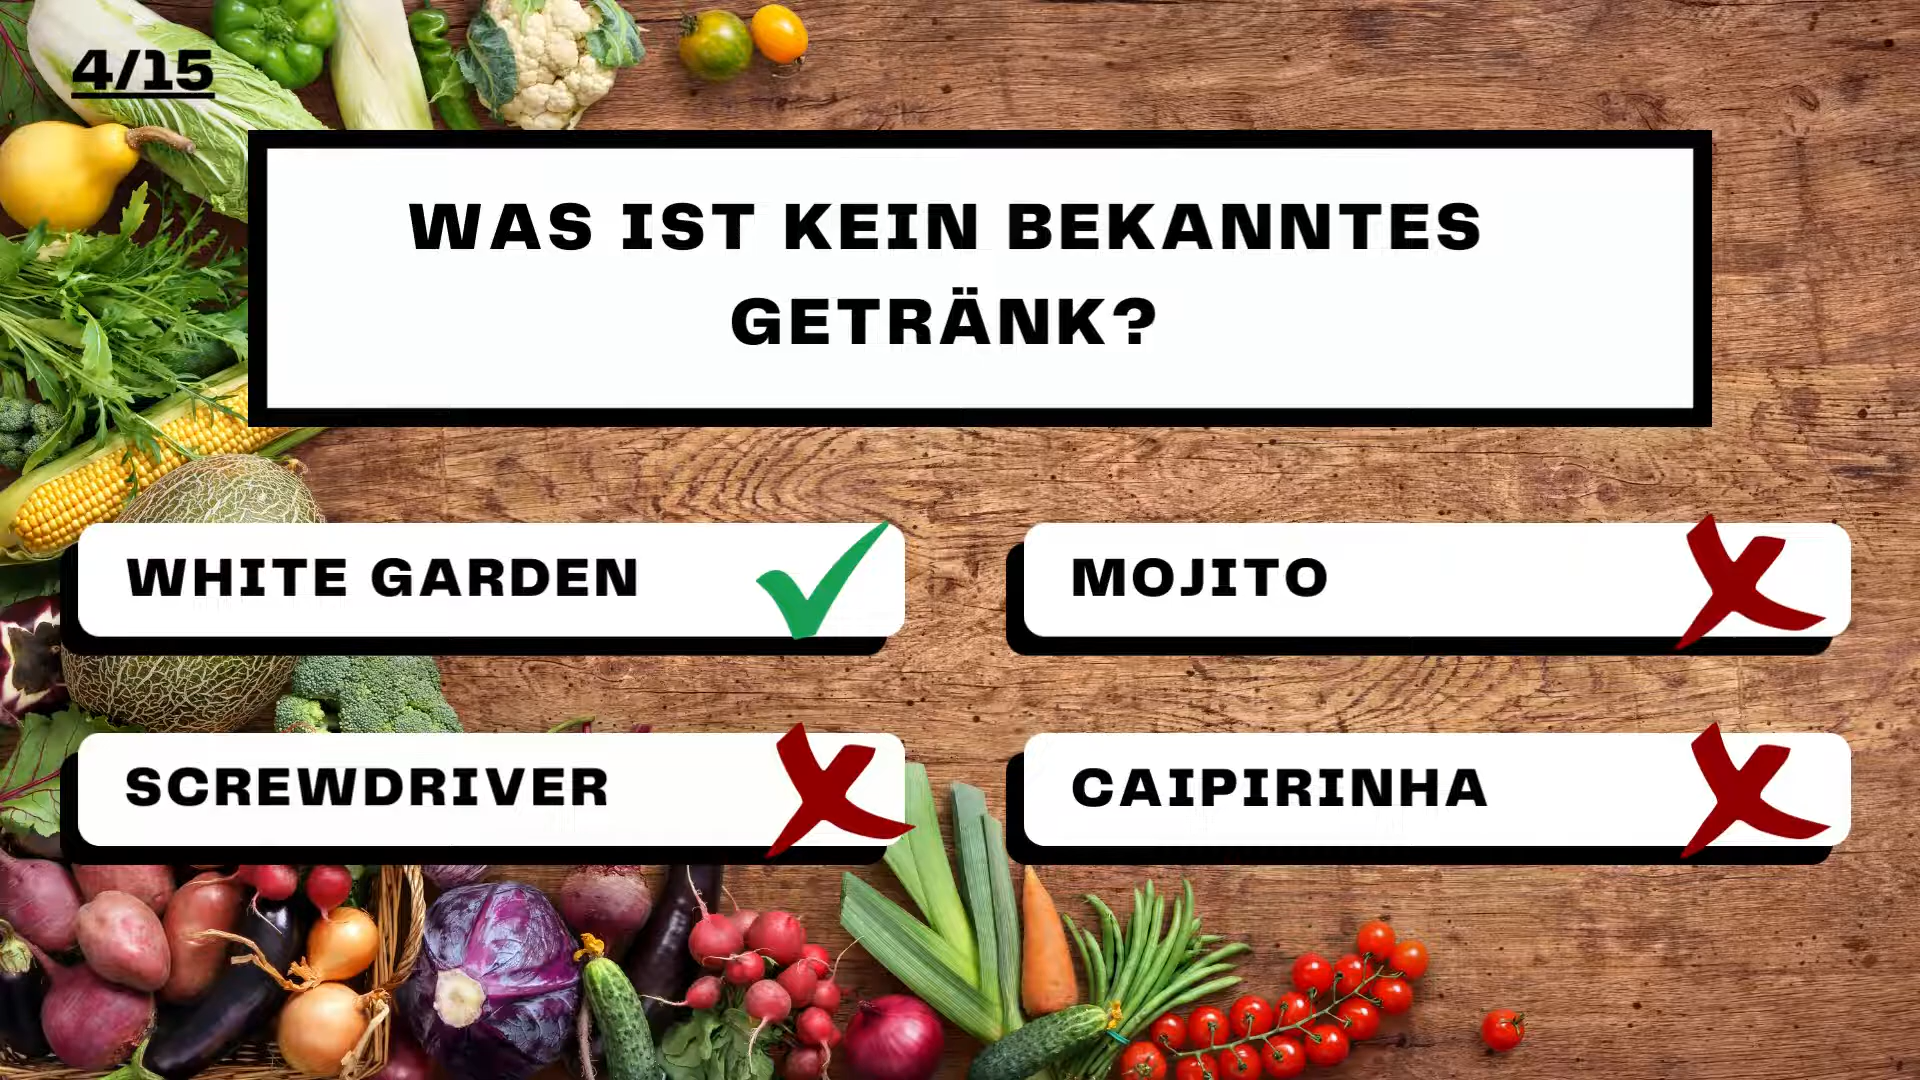 4/15
WAS IST KEIN BEKANNTES
GETRÄNK?
WHITE GARDEN
MOJITO
SCREWDRIVER
CAIPIRINHA